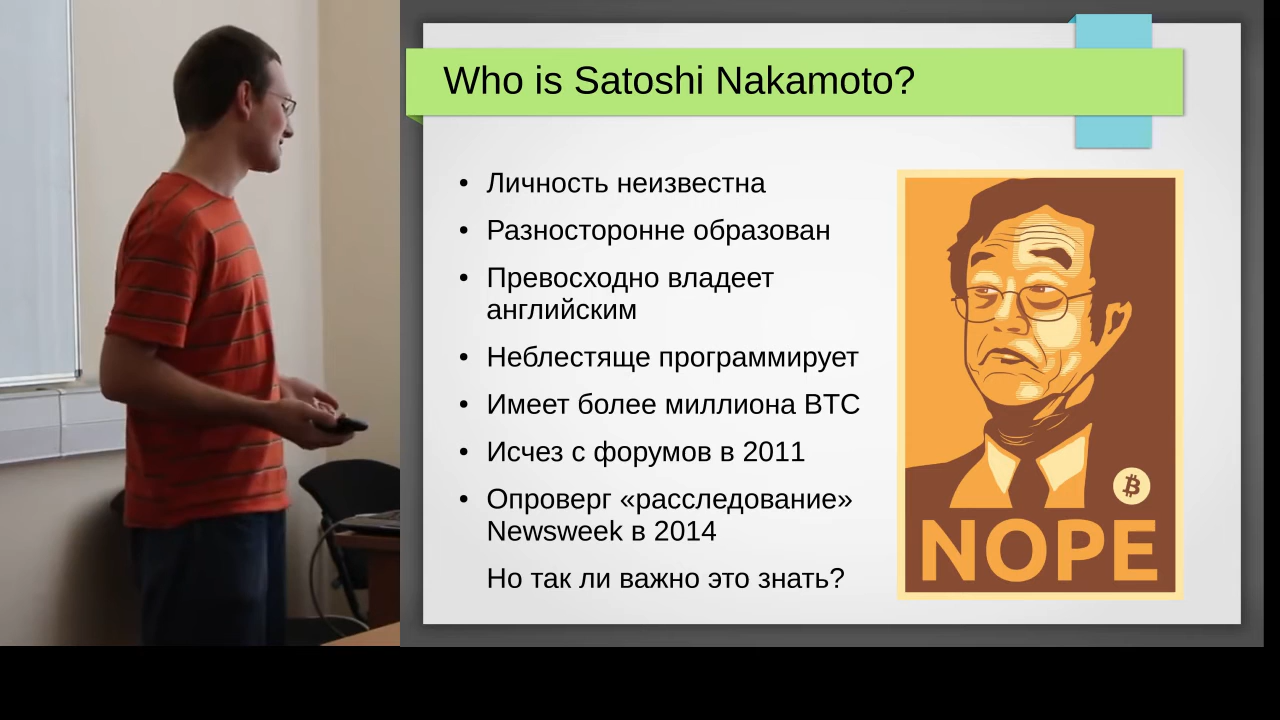 Who is Satoshi Nakamoto?
• Личность неизвестна
• Разносторонне образован
• Превосходно владеет
английским
• Неблестяще программирует
• Имеет более миллиона BTC
• Исчез с форумов в 2011
• Опроверг «расследование»
Newsweek в 2014
Но так ли важно это знать?
NOPE